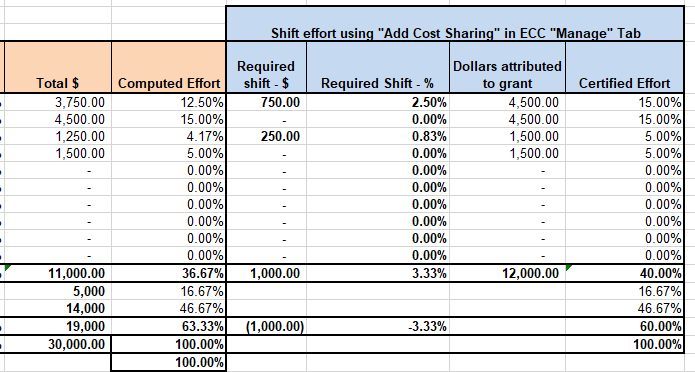 Shift effort using "Add Cost Sharing" in ECC "Manage" Tab
Required Dollars attributed
Total $ Computed Effort shift - $ Required Shift - % to grant Certified Effort
3,750.00 12.50% 750.00 2.50% 4,500.00 15.00%
4,500.00 15.00% - 0.00% 4,500.00 15.00%
1,250.00 4.17% 250.00 0.83% 1,500.00 5.00%
1,500.00 5.00% - 0.00% 1,500.00 5.00%
- 0.00% - 0.00% - 0.00%
- 0.00% - 0.00% - 0.00%
- 0.00% - 0.00% - 0.00%
- 0.00% - 0.00% - 0.00%
- 0.00% - 0.00% - 0.00%
- 0.00% - 0.00% - 0.00%
11,000.00 36.67% 1,000.00 3.33% 12,000.00 40.00%
5,000 16.67% 16.67%
14,000 46.67% 46.67%
19,000 63.33% (1,000.00) -3.33% 60.00%
30,000.00 100.00% 100.00%
100.00%